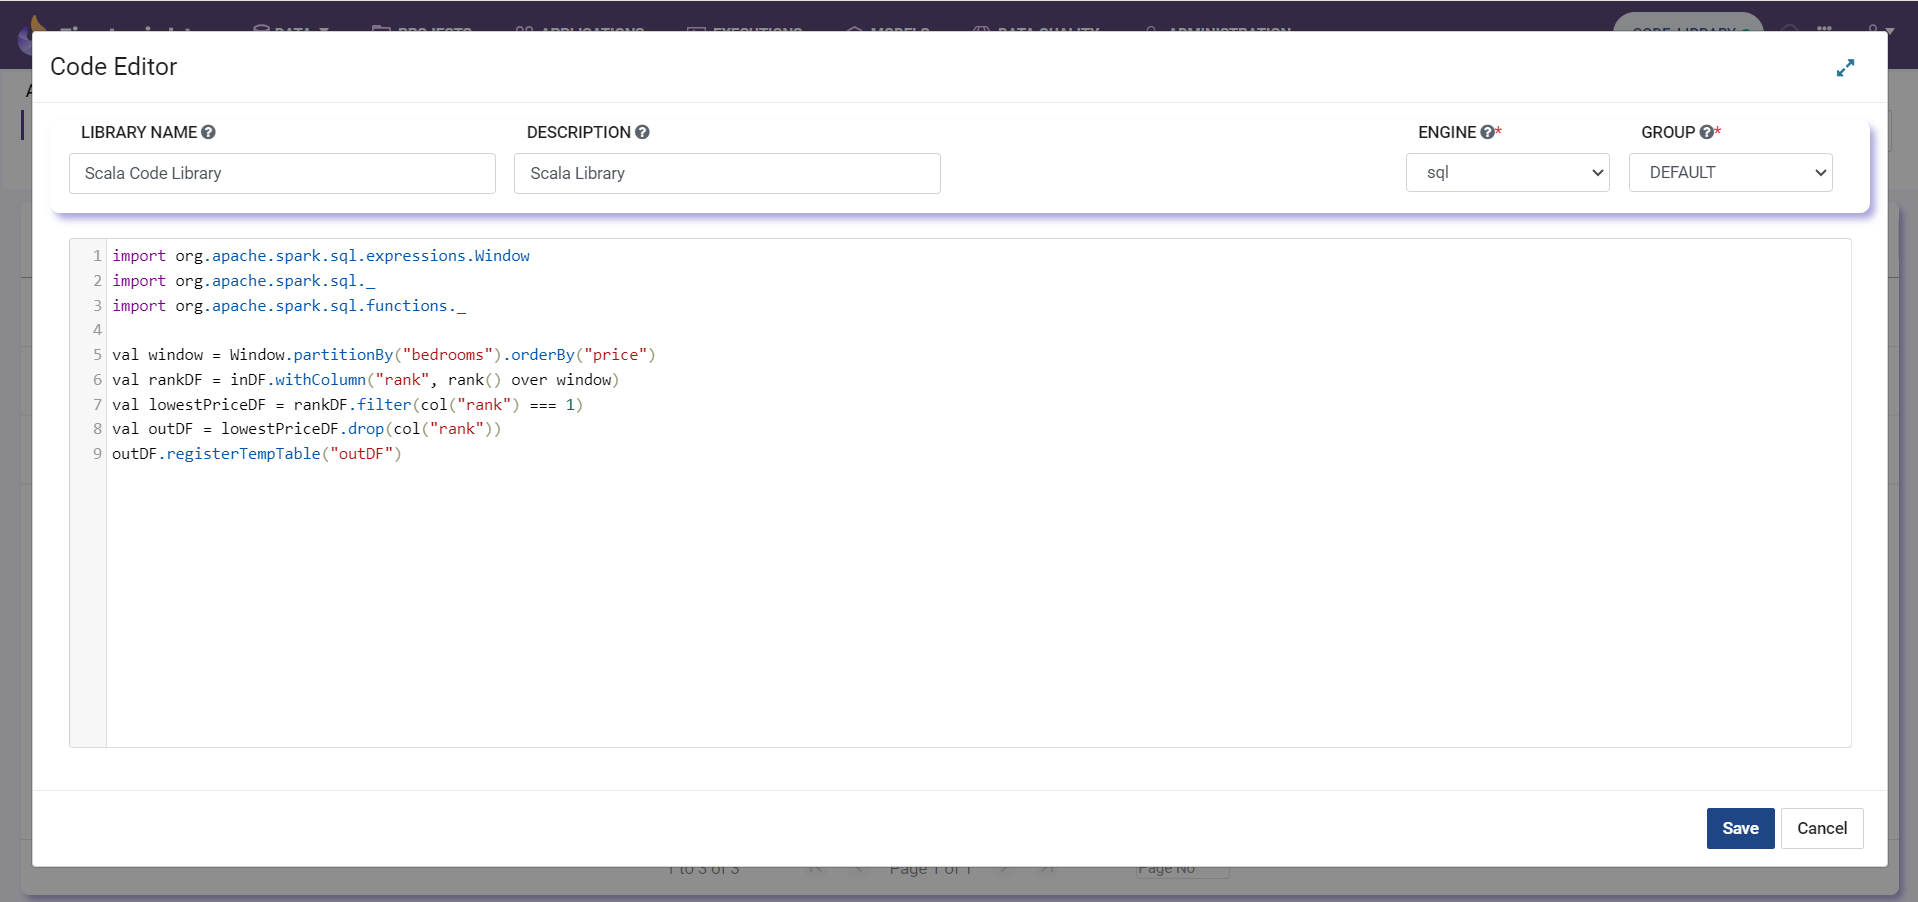 Code Editor
LIBRARY NAME
DESCRIPTION
ENGINE *
GROUP *
Scala Code Library
Scala Library
sql
DEFAULT
1 import org.apache.spark.sql.expressions.Window
2 import org.apache.spark.sql._
3 import org.apache.spark.sql.functions._
4
5 val window = Window.partitionBy("bedrooms").orderBy("price")
6 val rankDF = inDF.withColumn("rank", rank() over window)
7 val lowestPriceDF = rankDF.filter(col("rank") === 1)
8 val outDF = lowestPriceDF.drop(col("rank"))
9 outDF.registerTempTable("outDF")
Save
Cancel
1 to 3 of 3
Page 1 of 1
Page No